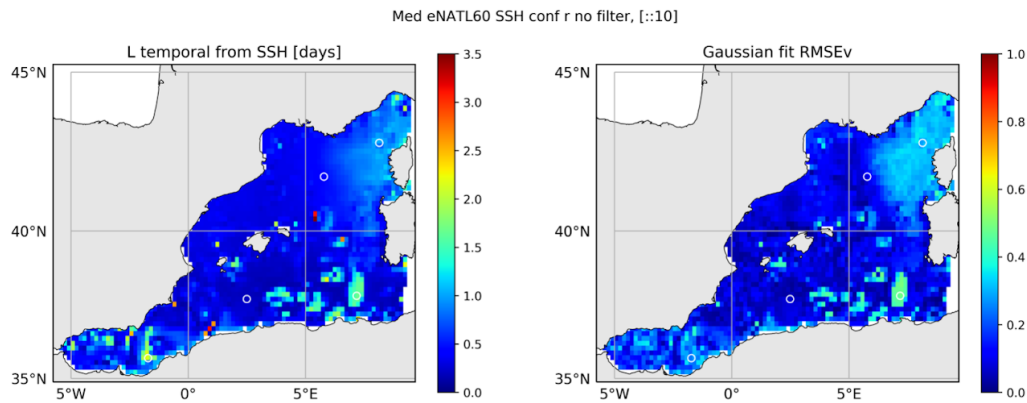 Med eNATL60 SSH conf r no filter, [::10]
L temporal from SSH [days]
45°N
40°N
35°N
5°W
0°
5°E
3.5
3.0
2.5
2.0
1.5
1.0
0.5
0.0
Gaussian fit RMSEv
45°N
40°N
35°N
5°W
0°
5°E
1.0
0.8
0.6
0.4
0.2
0.0